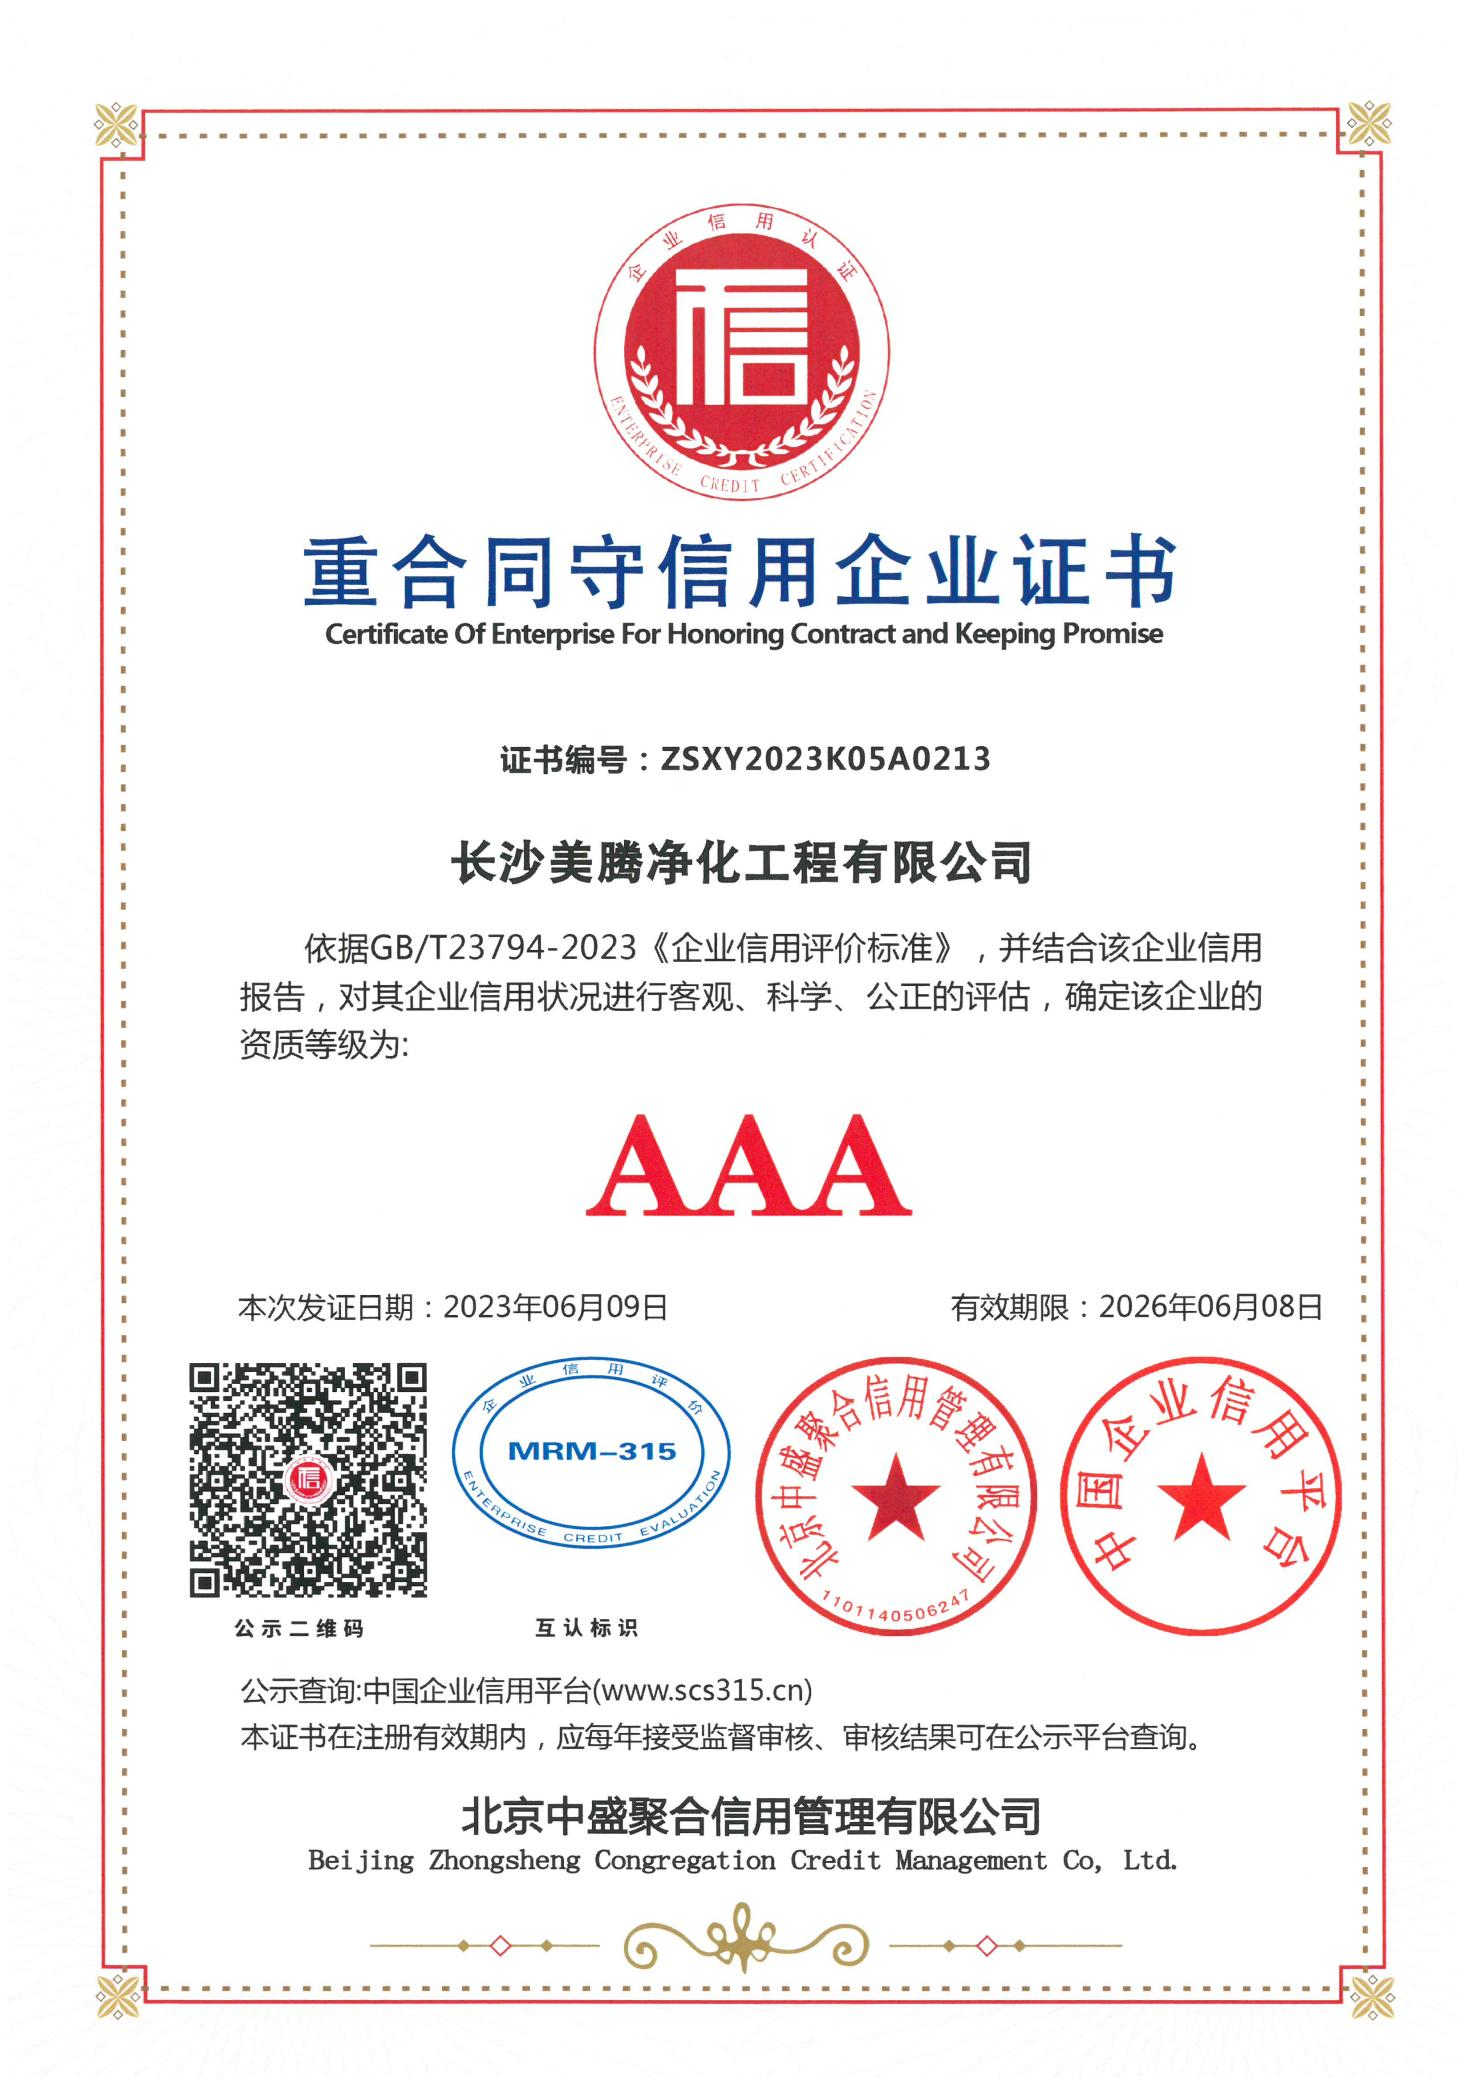 企业信用认证
信
ENTERPRISE CREDIT CERTIFICATION
重合同守信用企业证书
Certificate Of Enterprise For Honoring Contract and Keeping Promise
证书编号：ZSXY2023K05A0213
长沙美腾净化工程有限公司
依据GB/T23794-2023《企业信用评价标准》，并结合该企业信用
报告，对其企业信用状况进行客观、科学、公正的评估，确定该企业的
资质等级为:
AAA
本次发证日期：2023年06月09日
有效期限：2026年06月08日
信
企业信用评价
MRM-315
ENTERPRISE CREDIT EVALUATION
北京中盛聚合信用管理有限公司
1101140506247
中国企业信用平台
公示二维码
互认标识
公示查询:中国企业信用平台(www.scs315.cn)
本证书在注册有效期内，应每年接受监督审核、审核结果可在公示平台查询。
北京中盛聚合信用管理有限公司
Beijing Zhongsheng Congregation Credit Management Co, Ltd.